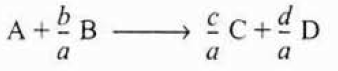 A + b/a B ⟶ c/a C + d/a D